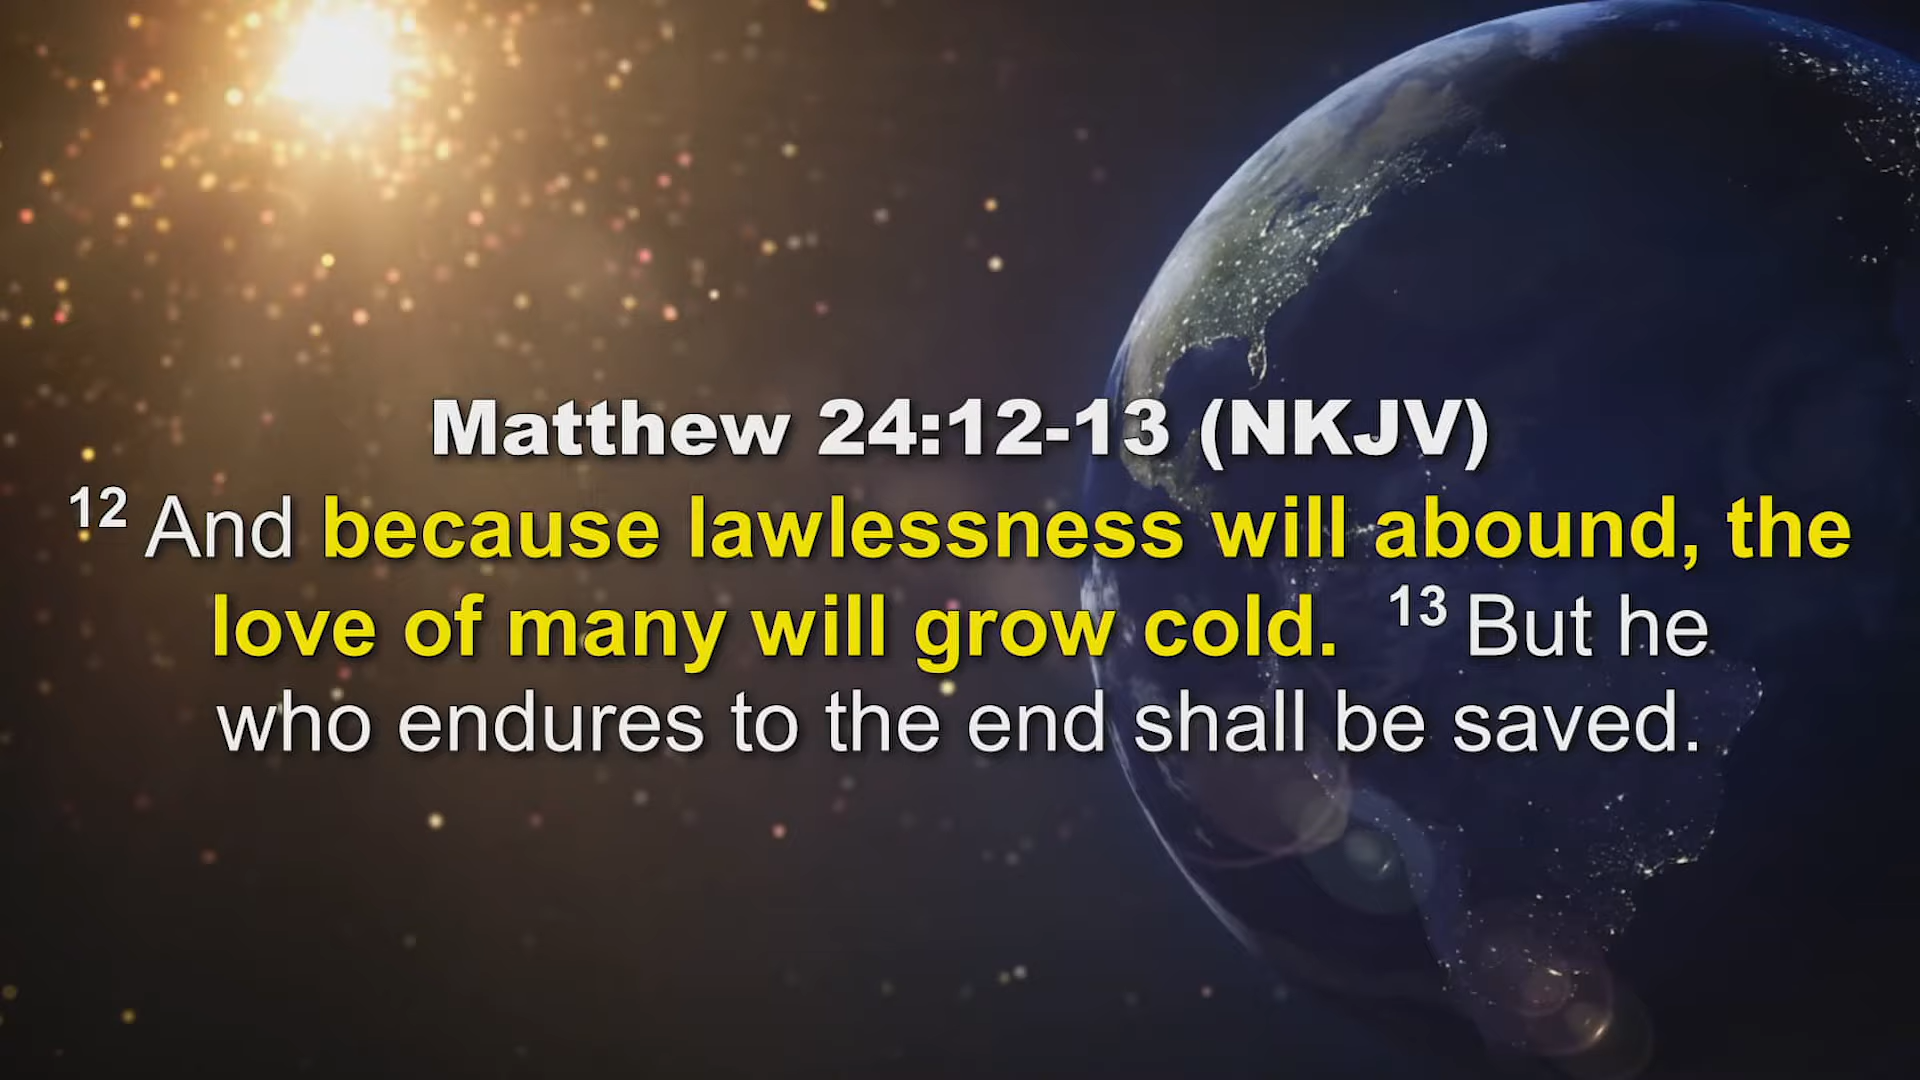 Matthew 24:12-13 (NKJV)
12 And because lawlessness will abound, the
love of many will grow cold. 13 But he
who endures to the end shall be saved.